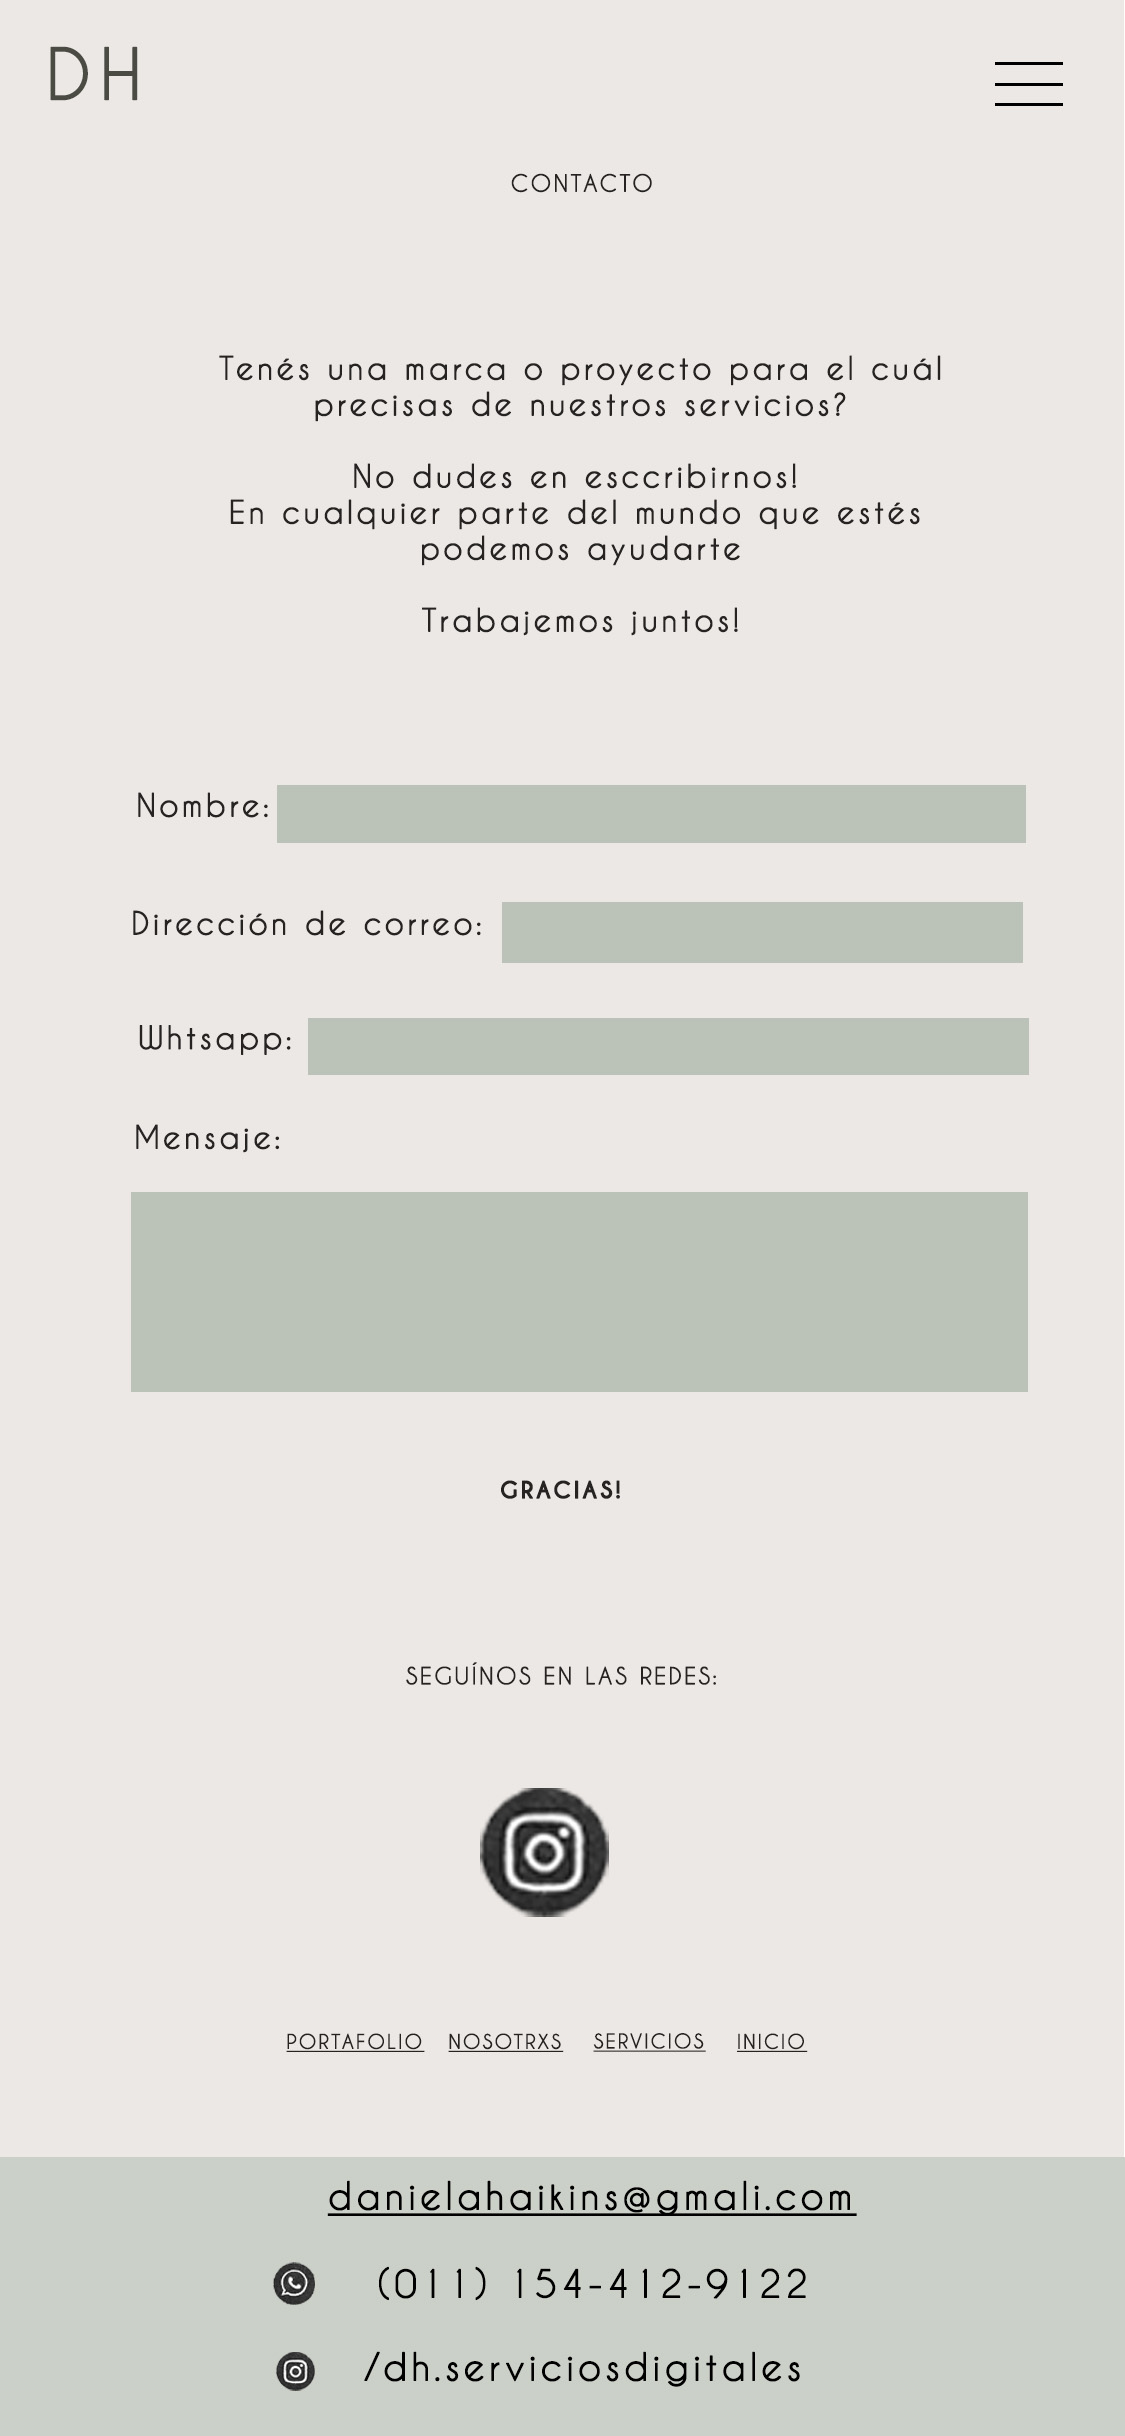 DH
CONTACTO
Tenés una marca o proyecto para el cuál
precisas de nuestros servicios?
No dudes en esccribirnos!
En cualquier parte del mundo que estés
podemos ayudarte
Trabajemos juntos!
Nombre:
Dirección de correo:
Whtsapp:
Mensaje:
GRACIAS!
SEGUÍNOS EN LAS REDES:
PORTAFOLIO NOSOTRXS SERVICIOS INICIO
danielahaikins@gmali.com
(011) 154-412-9122
/dh.serviciosdigitales